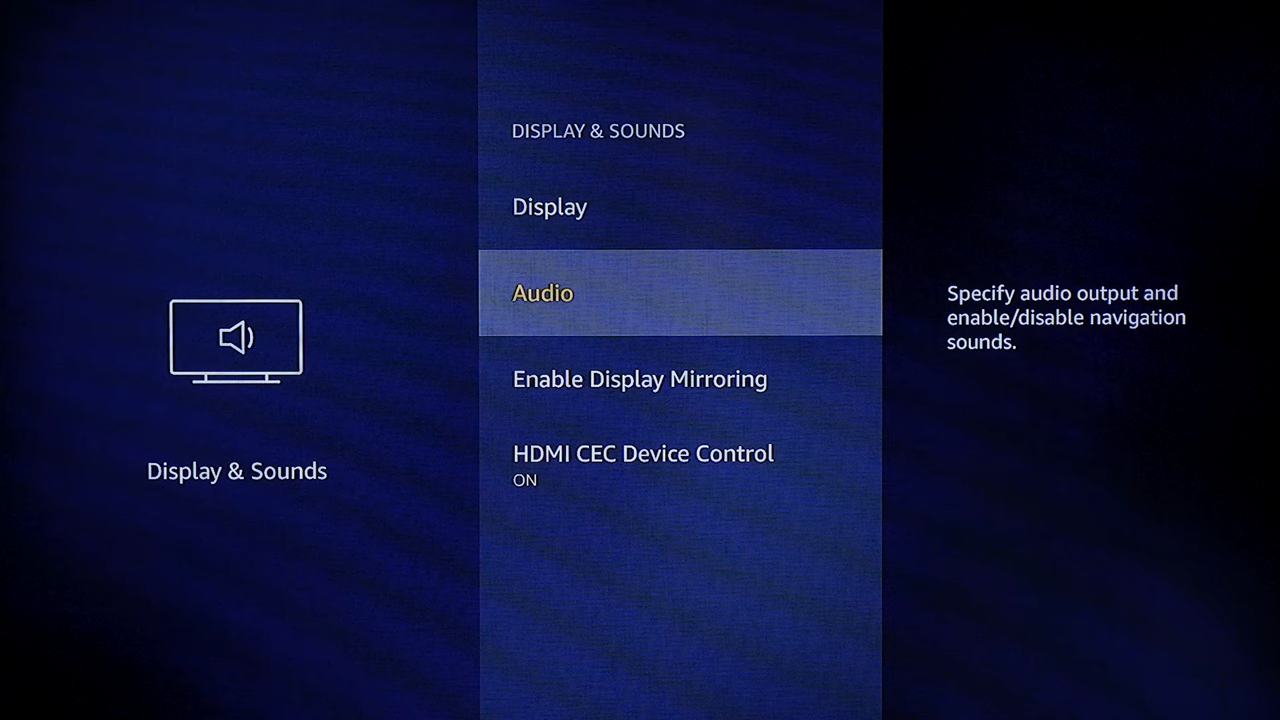 DISPLAY & SOUNDS
Display
Audio
Enable Display Mirroring
HDMI CEC Device Control
ON
Display & Sounds
Specify audio output and
enable/disable navigation
sounds.